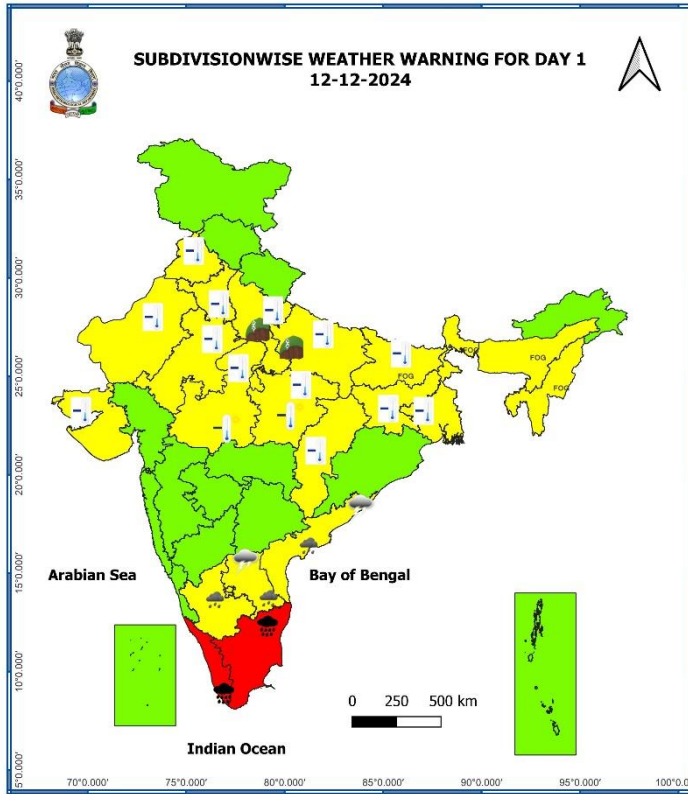 SUBDIVISIONWISE WEATHER WARNING FOR DAY 1
12-12-2024
40°0.000'
35°0.000'
30°0.000'
25°0.000'
20°0.000'
15°0.000'
10°0.000'
5°0.000'
FOG
FOG
FOG
FOG
Arabian Sea
Bay of Bengal
0 250 500 km
Indian Ocean
70°0.000' 75°0.000' 80°0.000' 85°0.000' 90°0.000' 95°0.000' 100°0.0